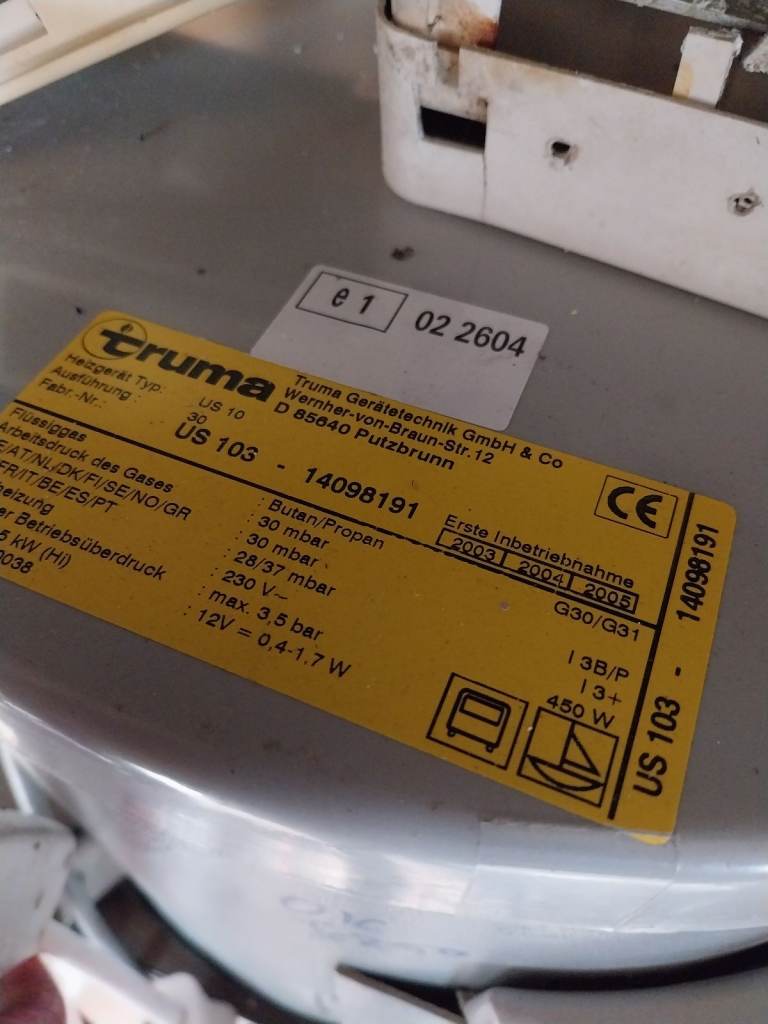 e 1 02 2604
truma
Truma Gerätetechnik GmbH & Co
Wernher-von-Braun-Str. 12
D 85640 Putzbrunn
Heizgerät Typ: US 10
Ausführung: 30
Fabr.-Nr.: US 103 - 14098191
CE
Erste Inbetriebnahme
2003 2004 2005
Flüssiggas : Butan/Propan G30/G31
Arbeitsdruck des Gases : 30 mbar
E/AT/NL/DK/FI/SE/NO/GR : 30 mbar I 3B/P
FR/IT/BE/ES/PT : 28/37 mbar I 3+
heizung : 230 V~ 450 W
er Betriebsüberdruck : max. 3,5 bar
5 kW (Hi) : 12V = 0,4-1,7 W
0038
US 103 - 14098191